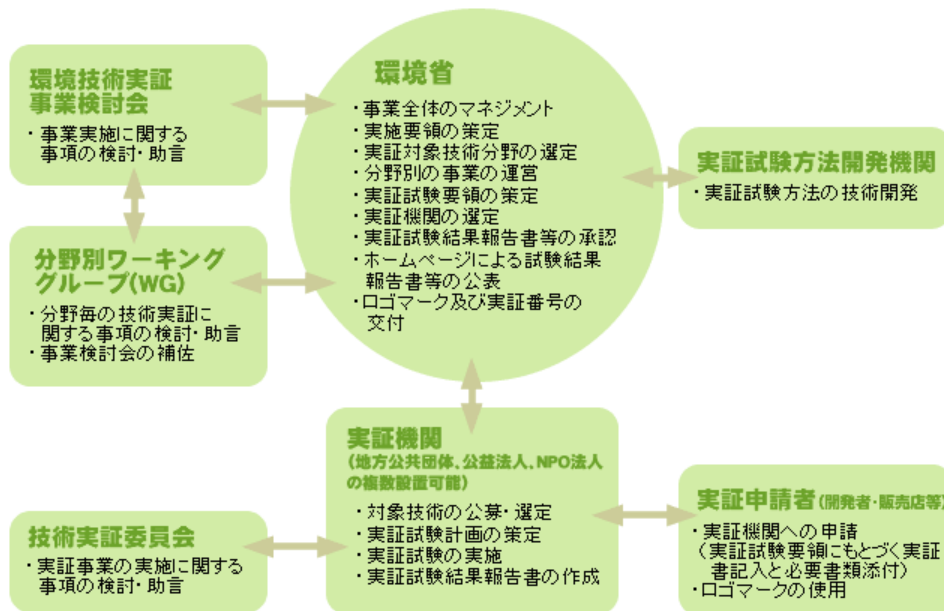 環境技術実証
事業検討会
・事業実施に関する
事項の検討・助言
分野別ワーキング
グループ(WG)
・分野毎の技術実証に
関する事項の検討・助言
・事業検討会の補佐
環境省
・事業全体のマネジメント
・実施要領の策定
・実証対象技術分野の選定
・分野別の事業の運営
・実証試験要領の策定
・実証機関の選定
・実証試験結果報告書等の承認
・ホームページによる試験結果
報告書等の公表
・ロゴマーク及び実証番号の
交付
実証試験方法開発機関
・実証試験方法の技術開発
実証機関
(地方公共団体、公益法人、NPO法人
の複数設置可能)
・対象技術の公募・選定
・実証試験計画の策定
・実証試験の実施
・実証試験結果報告書の作成
技術実証委員会
・実証事業の実施に関する
事項の検討・助言
実証申請者(開発者・販売店等)
・実証機関への申請
(実証試験要領にもとづく実証
書記入と必要書類添付)
・ロゴマークの使用